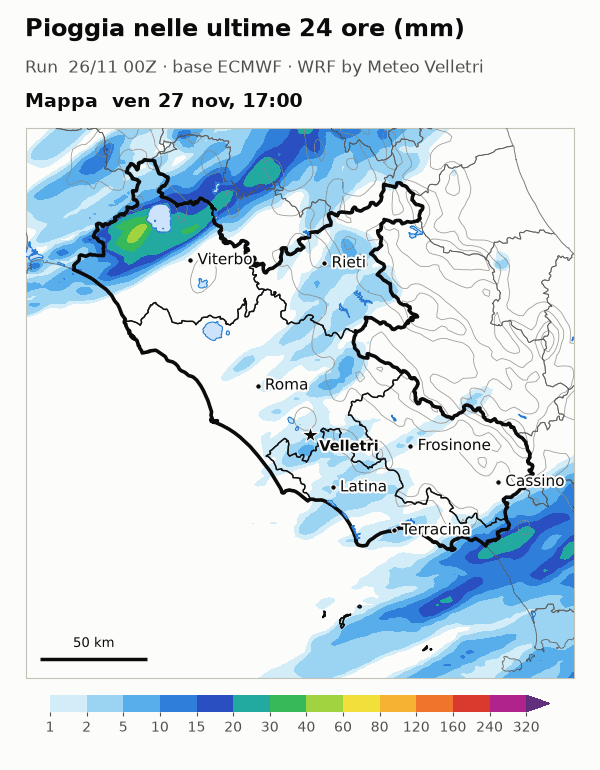 Pioggia nelle ultime 24 ore (mm)
Run 26/11 00Z · base ECMWF · WRF by Meteo Velletri
Mappa ven 27 nov, 17:00
Viterbo
Rieti
Roma
Velletri
Frosinone
Latina
Cassino
Terracina
50 km
1 2 5 10 15 20 30 40 60 80 120 160 240 320